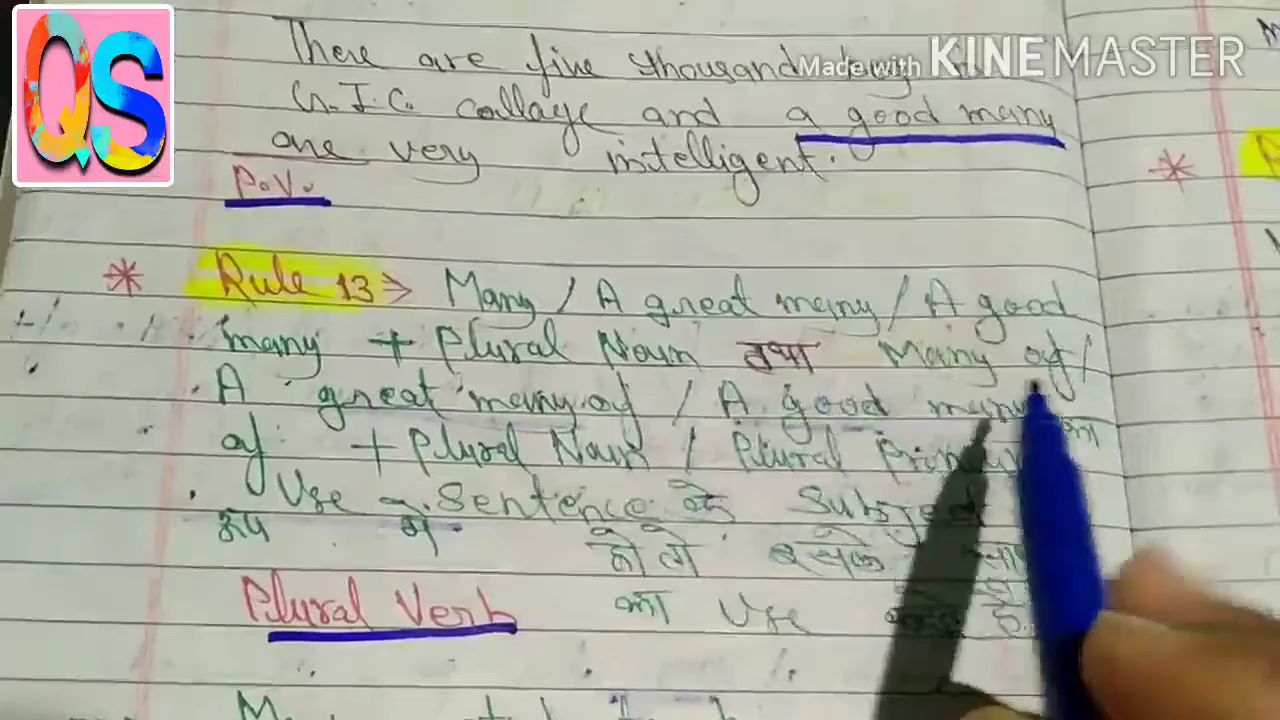 QS
Made with KINEMASTER
There are five thousand
G.I.C. collage and a good many
are very intelligent.
P.V.
* Rule 13 → Many / A great many / A good
many + Plural Noun तथा Many of /
A great many of / A good many
of + Plural Noun / Plural का
Use Sentence के Subject
रूप में हो तो उसके साथ
Plural Verb का Use करते हैं.